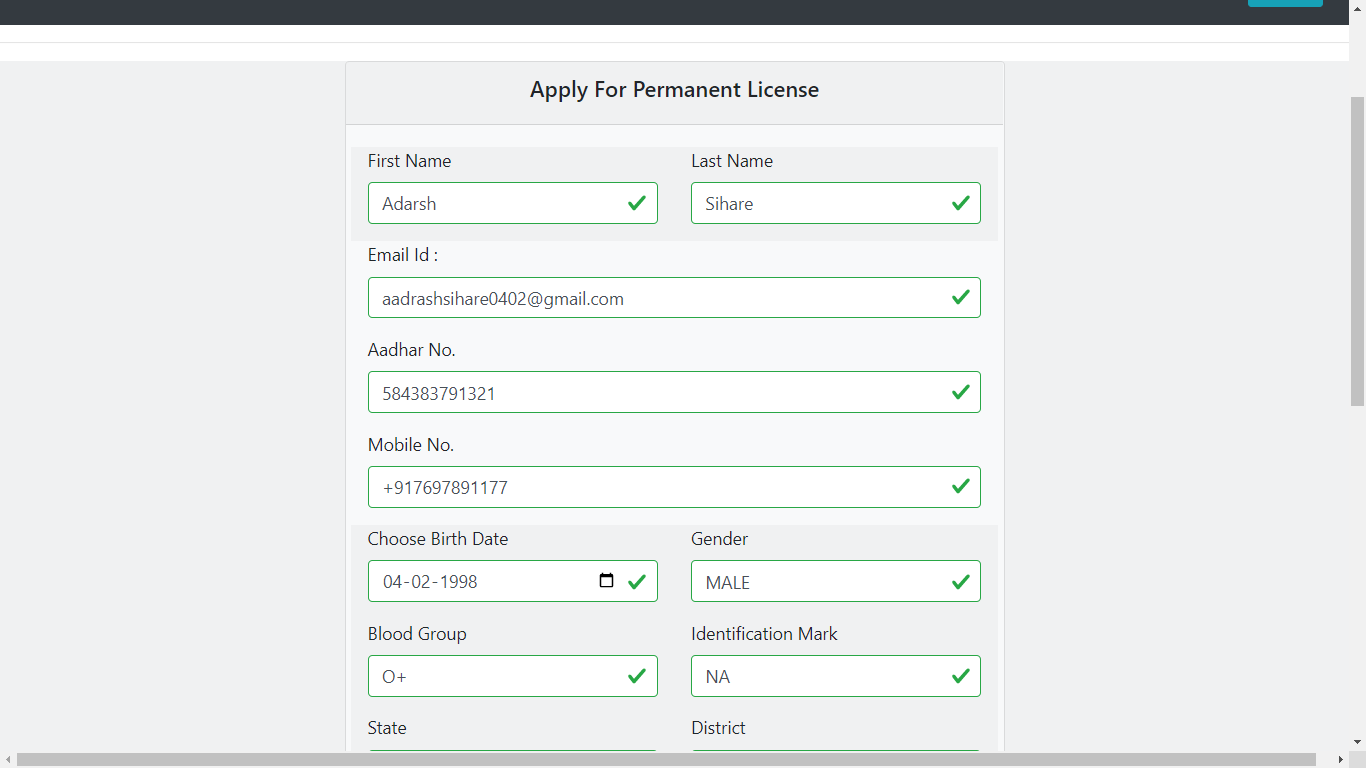 Apply For Permanent License
First Name Last Name
Adarsh Sihare
Email Id :
aadrashsihare0402@gmail.com
Aadhar No.
584383791321
Mobile No.
+917697891177
Choose Birth Date Gender
04-02-1998 MALE
Blood Group Identification Mark
O+ NA
State District